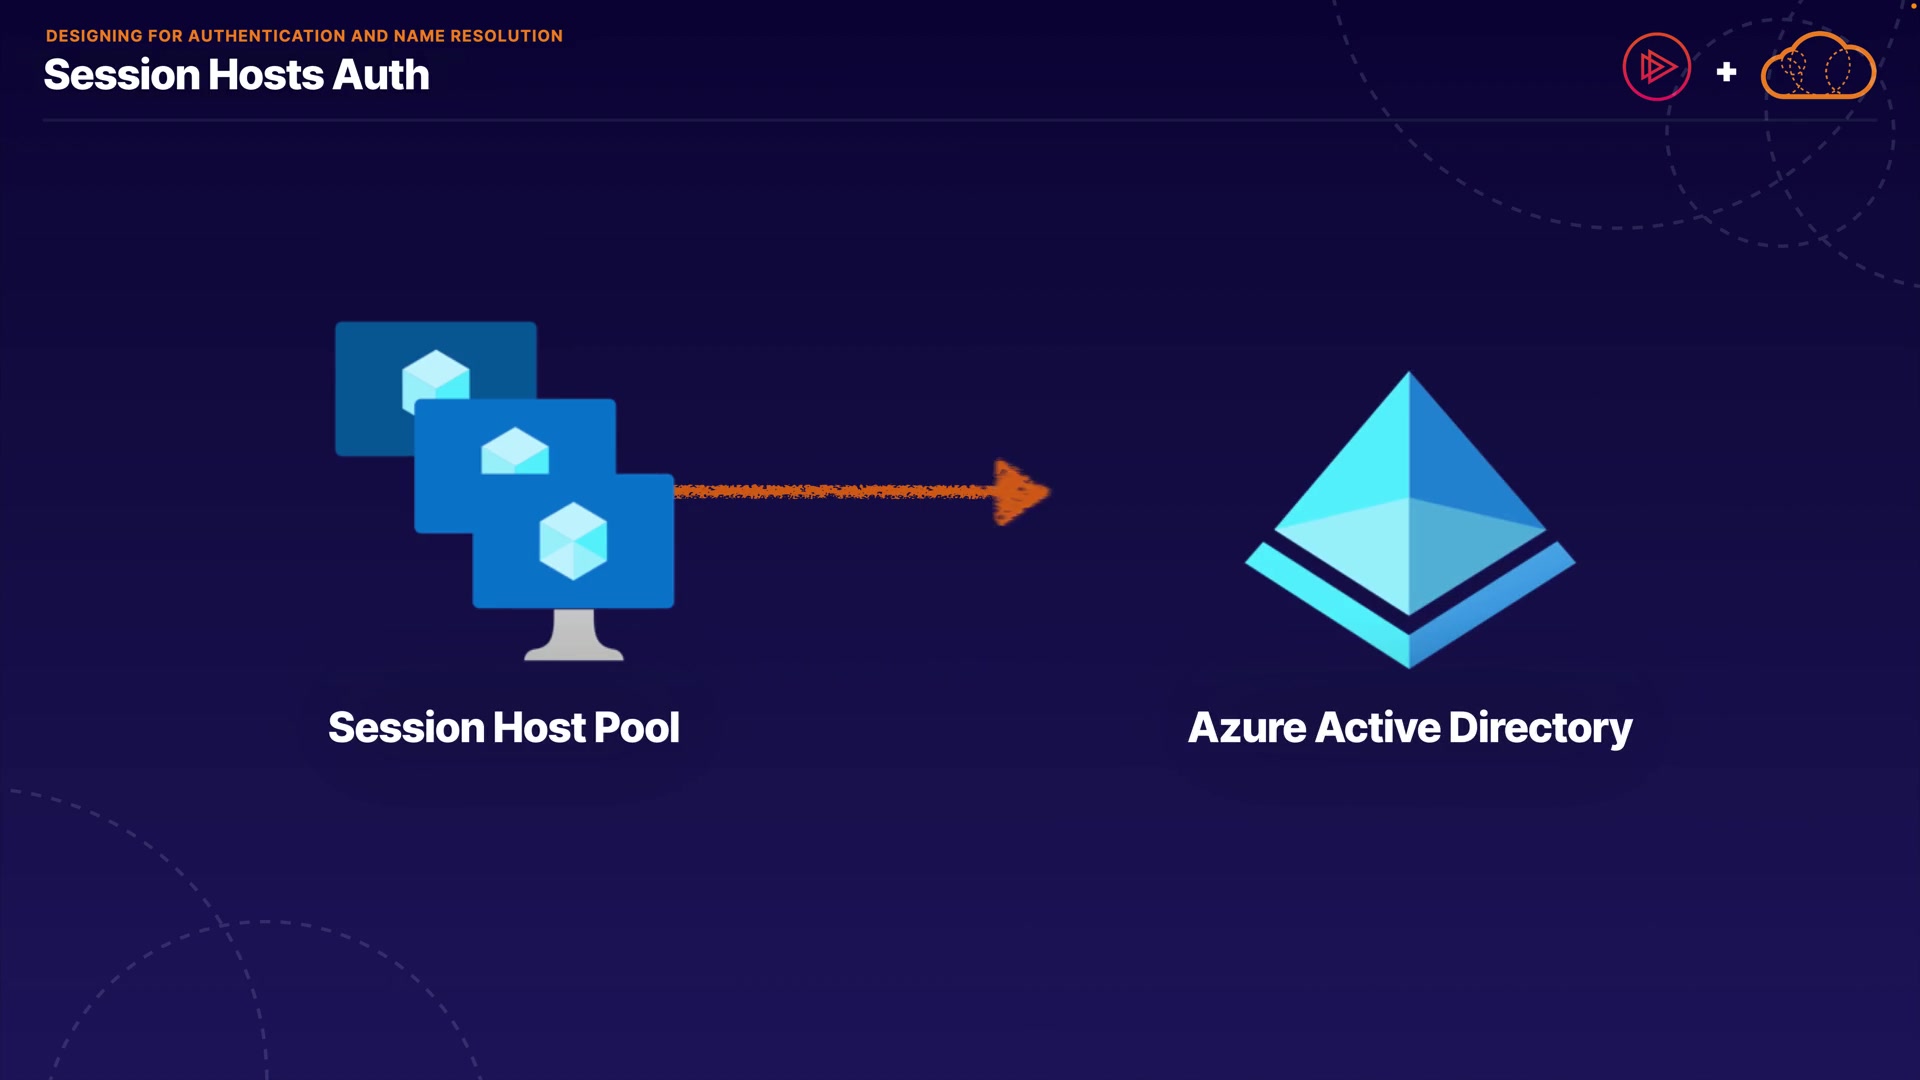 DESIGNING FOR AUTHENTICATION AND NAME RESOLUTION
Session Hosts Auth
Session Host Pool
Azure Active Directory